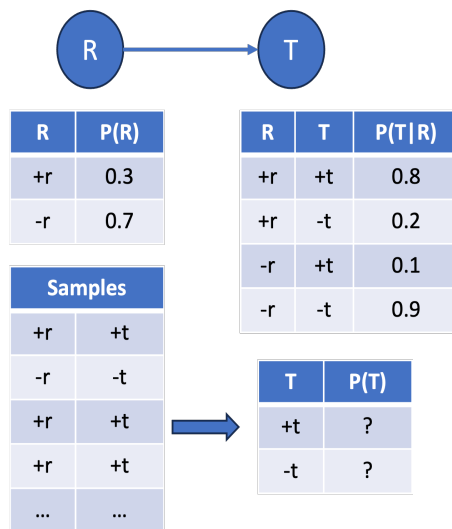 R T
R P(R)
+r 0.3
-r 0.7
R T P(T|R)
+r +t 0.8
+r -t 0.2
-r +t 0.1
-r -t 0.9
Samples
+r +t
-r -t
+r +t
+r +t
... ...
T P(T)
+t ?
-t ?